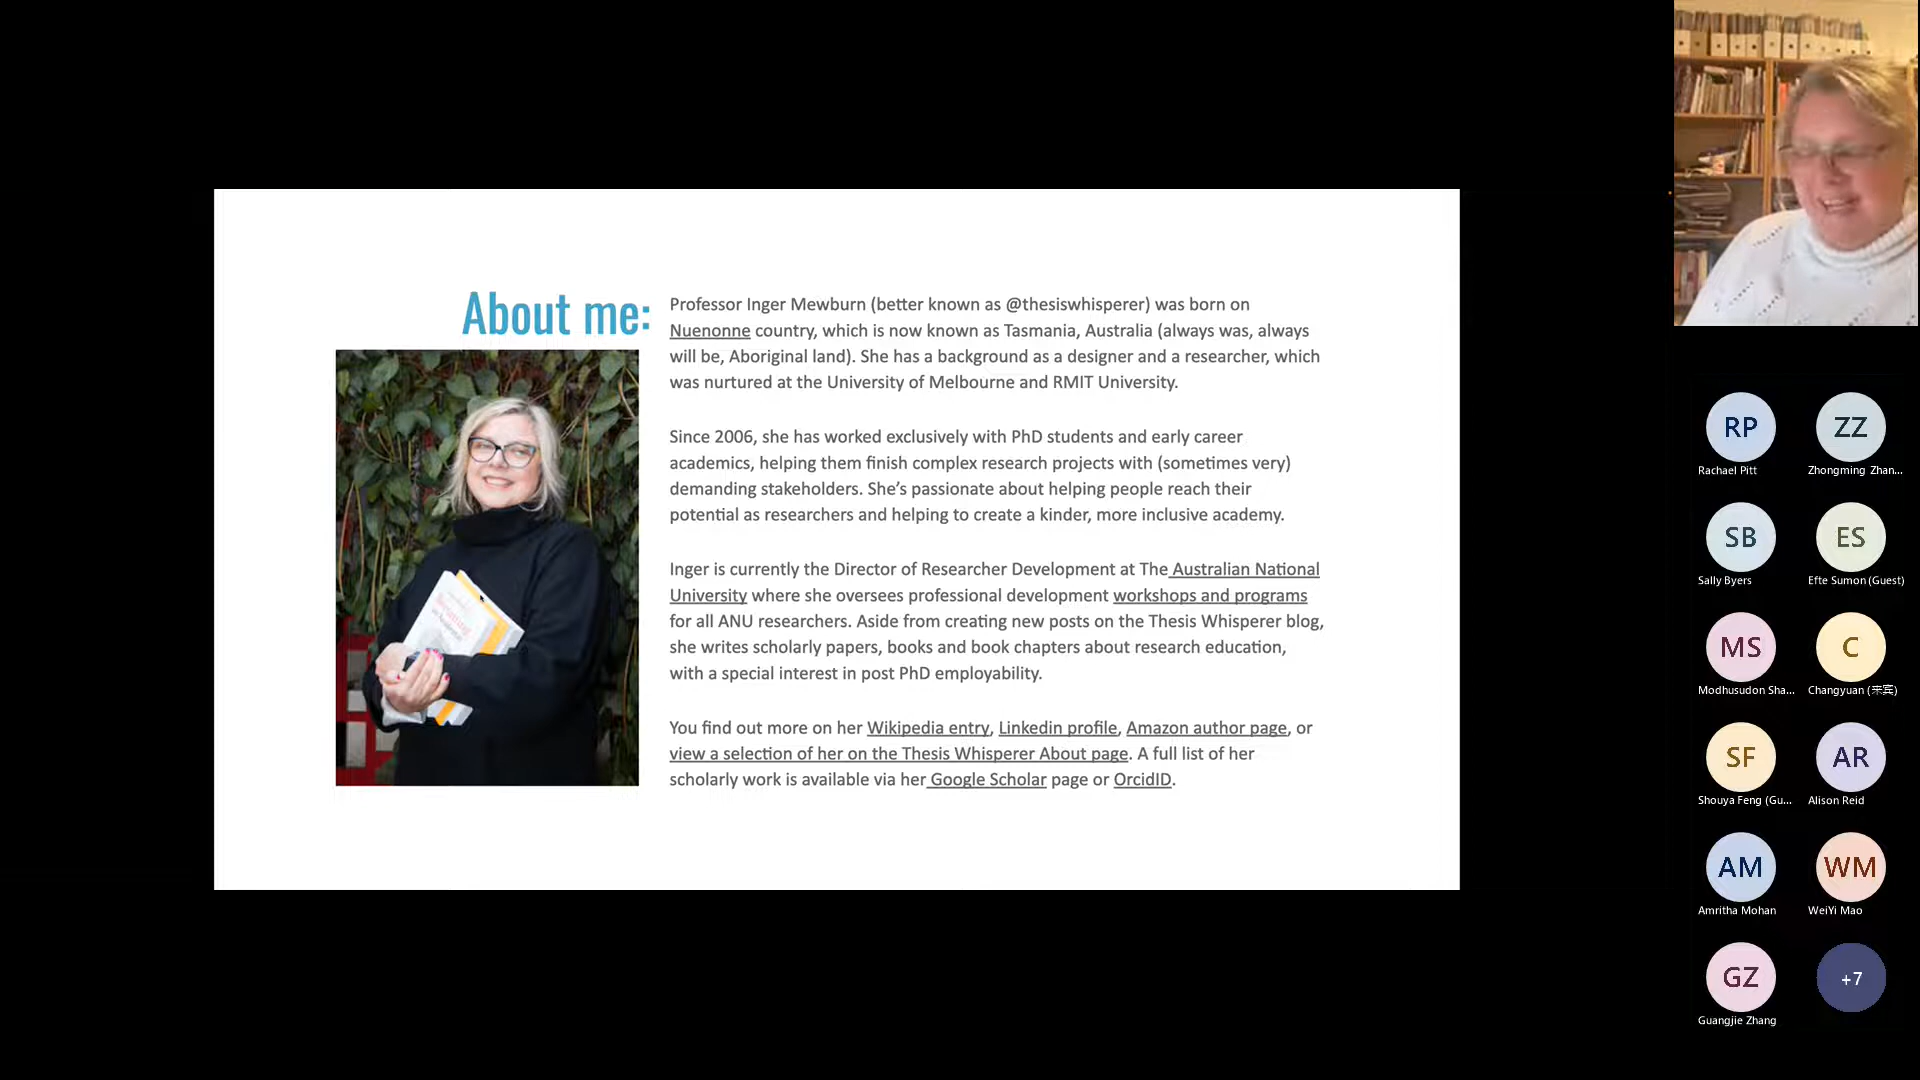 About me:
Professor Inger Mewburn (better known as @thesiswhisperer) was born on
Nuenonne country, which is now known as Tasmania, Australia (always was, always
will be, Aboriginal land). She has a background as a designer and a researcher, which
was nurtured at the University of Melbourne and RMIT University.
Since 2006, she has worked exclusively with PhD students and early career
academics, helping them finish complex research projects with (sometimes very)
demanding stakeholders. She’s passionate about helping people reach their
potential as researchers and helping to create a kinder, more inclusive academy.
Inger is currently the Director of Researcher Development at The Australian National
University where she oversees professional development workshops and programs
for all ANU researchers. Aside from creating new posts on the Thesis Whisperer blog,
she writes scholarly papers, books and book chapters about research education,
with a special interest in post PhD employability.
You find out more on her Wikipedia entry, Linkedin profile, Amazon author page, or
view a selection of her on the Thesis Whisperer About page. A full list of her
scholarly work is available via her Google Scholar page or OrcidID.
RP
Rachael Pitt
ZZ
Zhongming Zhan...
SB
Sally Byers
ES
Efte Sumon (Guest)
MS
Modhusudon Sha...
C
Changyuan (来宾)
SF
Shouya Feng (Gu...
AR
Alison Reid
AM
Amritha Mohan
WM
WeiYi Mao
GZ
Guangjie Zhang
+7